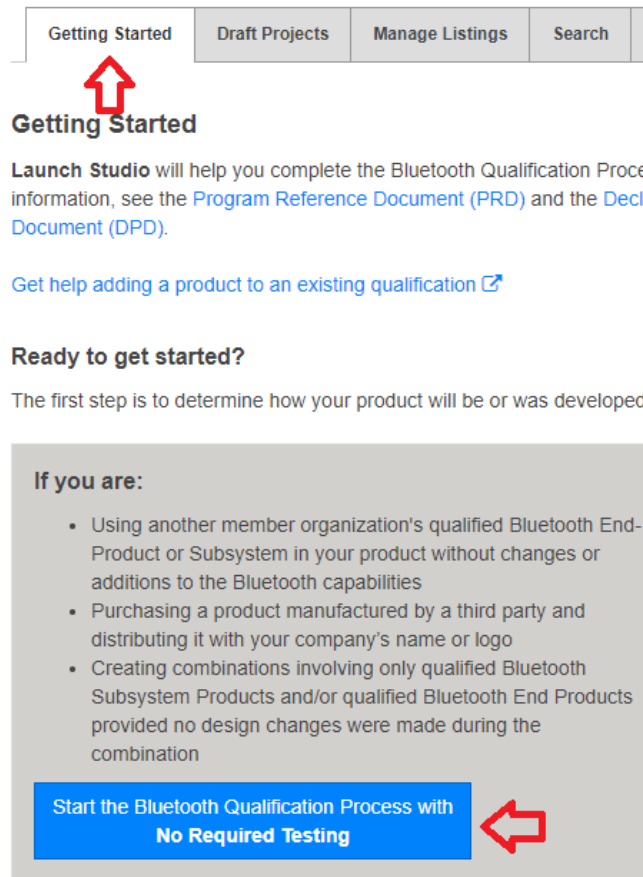 Getting Started Draft Projects Manage Listings Search
Getting Started
Launch Studio will help you complete the Bluetooth Qualification
information, see the Program Reference Document (PRD) and the
Document (DPD).
Get help adding a product to an existing qualification
Ready to get started?
The first step is to determine how your product will be or was developed
If you are:
• Using another member organization's qualified Bluetooth End-
Product or Subsystem in your product without changes or
additions to the Bluetooth capabilities
• Purchasing a product manufactured by a third party and
distributing it with your company's name or logo
• Creating combinations involving only qualified Bluetooth
Subsystem Products and/or qualified Bluetooth End Products
provided no design changes were made during the
combination
Start the Bluetooth Qualification Process with
No Required Testing